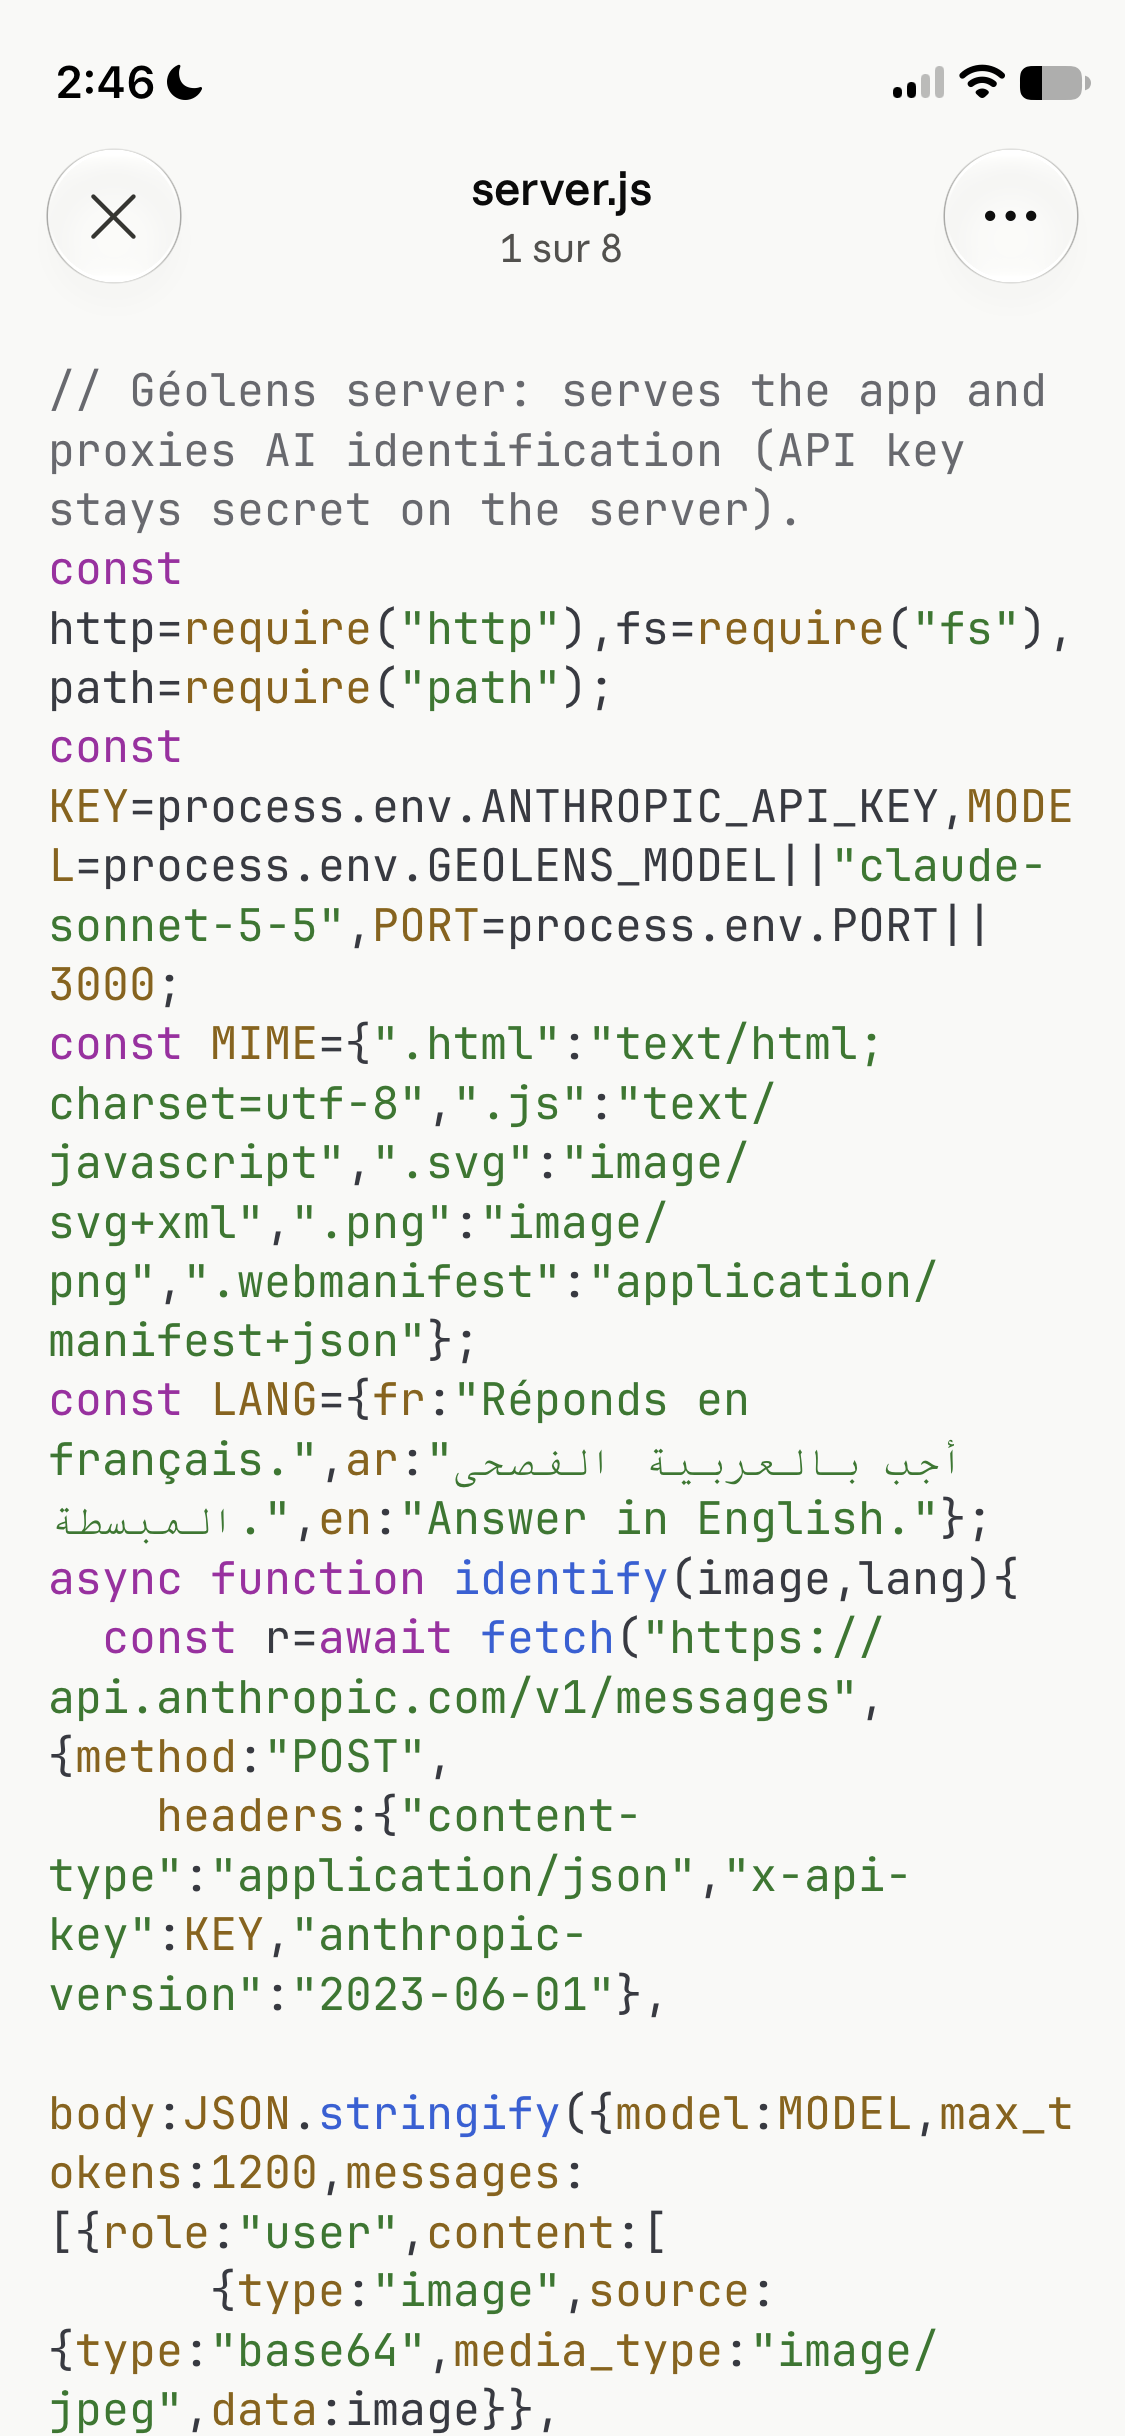 2:46
server.js
1 sur 8
// Géolens server: serves the app and
proxies AI identification (API key
stays secret on the server).
const
http=require("http"),fs=require("fs"),
path=require("path");
const
KEY=process.env.ANTHROPIC_API_KEY,MODE
L=process.env.GEOLENS_MODEL||"claude-
sonnet-5-5",PORT=process.env.PORT||
3000;
const MIME={".html":"text/html;
charset=utf-8",".js":"text/
javascript",".svg":"image/
svg+xml",".png":"image/
png",".webmanifest":"application/
manifest+json"};
const LANG={fr:"Réponds en
français.",ar:"أجب بالعربية الفصحى
المبسطة.",en:"Answer in English."};
async function identify(image,lang){
  const r=await fetch("https://
api.anthropic.com/v1/messages",
{method:"POST",
    headers:{"content-
type":"application/json","x-api-
key":KEY,"anthropic-
version":"2023-06-01"},
body:JSON.stringify({model:MODEL,max_t
okens:1200,messages:
[{role:"user",content:[
      {type:"image",source:
{type:"base64",media_type:"image/
jpeg",data:image}},